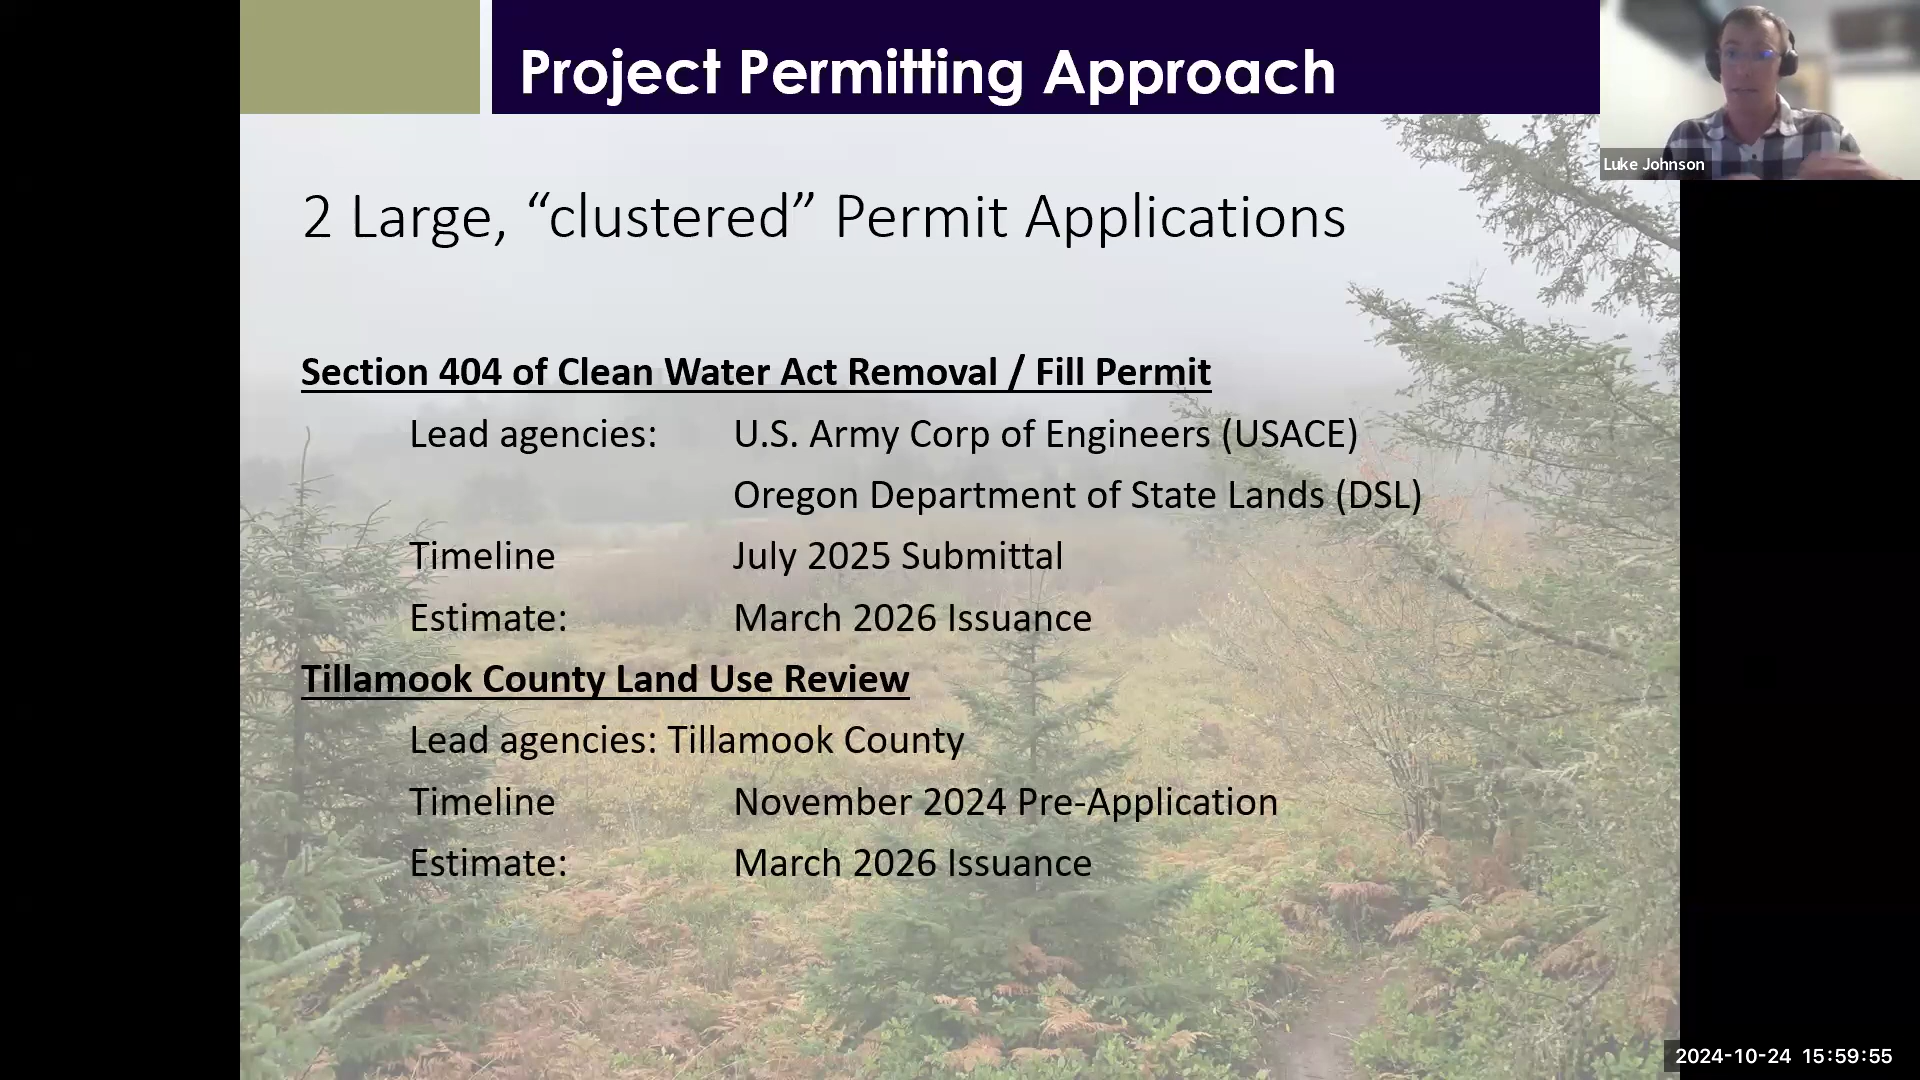 Project Permitting Approach
Luke Johnson
2 Large, “clustered” Permit Applications
Section 404 of Clean Water Act Removal / Fill Permit
Lead agencies: U.S. Army Corp of Engineers (USACE)
Oregon Department of State Lands (DSL)
Timeline July 2025 Submittal
Estimate: March 2026 Issuance
Tillamook County Land Use Review
Lead agencies: Tillamook County
Timeline November 2024 Pre-Application
Estimate: March 2026 Issuance
2024-10-24 15:59:55